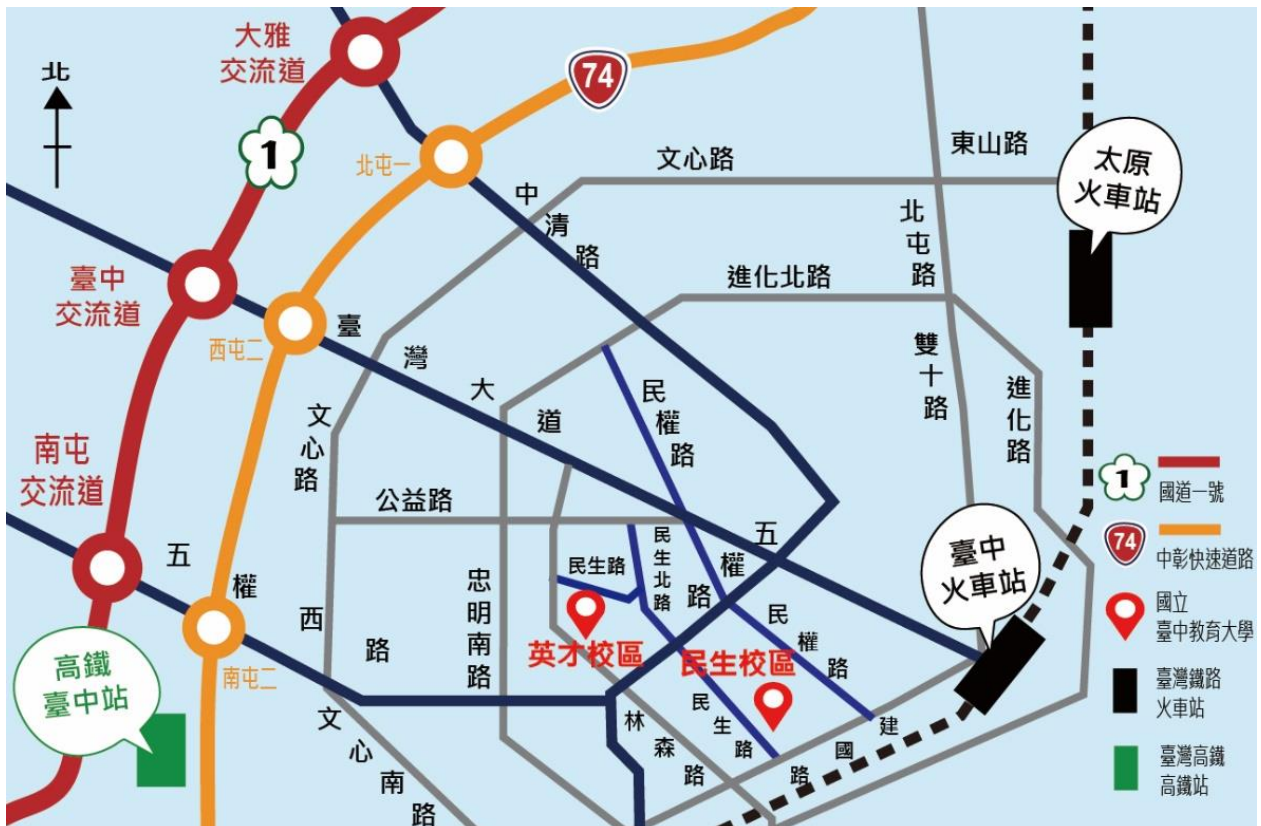 大雅
交流道
北
74
1
北屯一
文心路
東山路
太原
火車站
中清路
北屯路
臺中
交流道
進化北路
西屯二
臺灣大道
雙十路
民權路
進化路
文心路
南屯
交流道
公益路
1
國道一號
五權西路
五權路
民生北路
民生路
臺中
火車站
74
中彰快速道路
忠明南路
民權路
國立
臺中教育大學
英才校區
民生校區
高鐵
臺中站
南屯二
臺灣鐵路
火車站
林森路
民生路
建國路
文心南路
臺灣高鐵
高鐵站